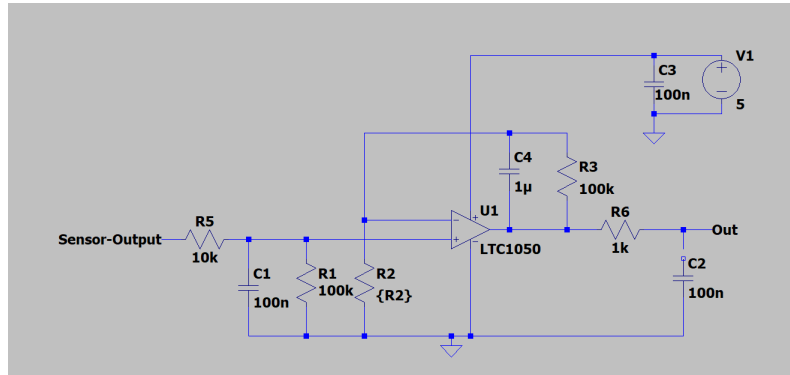 V1
C3
100n
5
C4
1µ
R3
100k
U1
R6
1k
Out
LTC1050
R5
Sensor-Output
10k
C1
100n
R1
100k
R2
{R2}
C2
100n